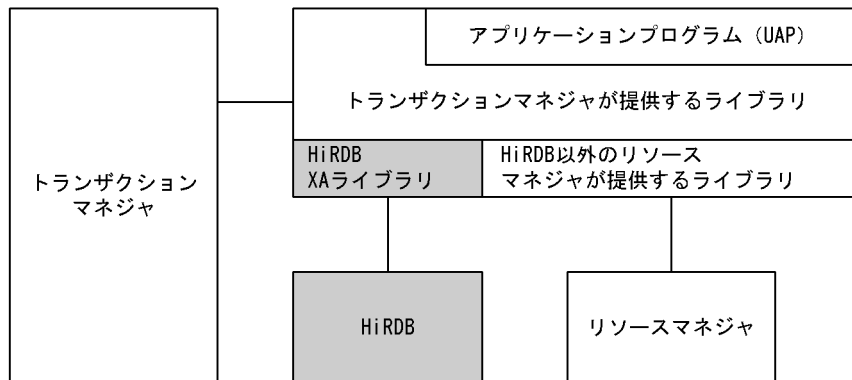 アプリケーションプログラム（UAP）
トランザクションマネジャが提供するライブラリ
HiRDB
XAライブラリ
HiRDB以外のリソース
マネジャが提供するライブラリ
トランザクション
マネジャ
HiRDB
リソースマネジャ